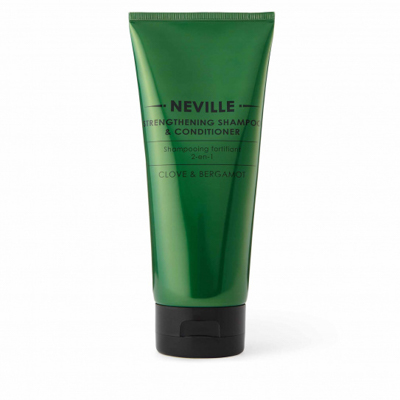 NEVILLE
STRENGTHENING SHAMPOO
& CONDITIONER
Shampooing fortifiant
2-en-1
CLOVE & BERGAMOT